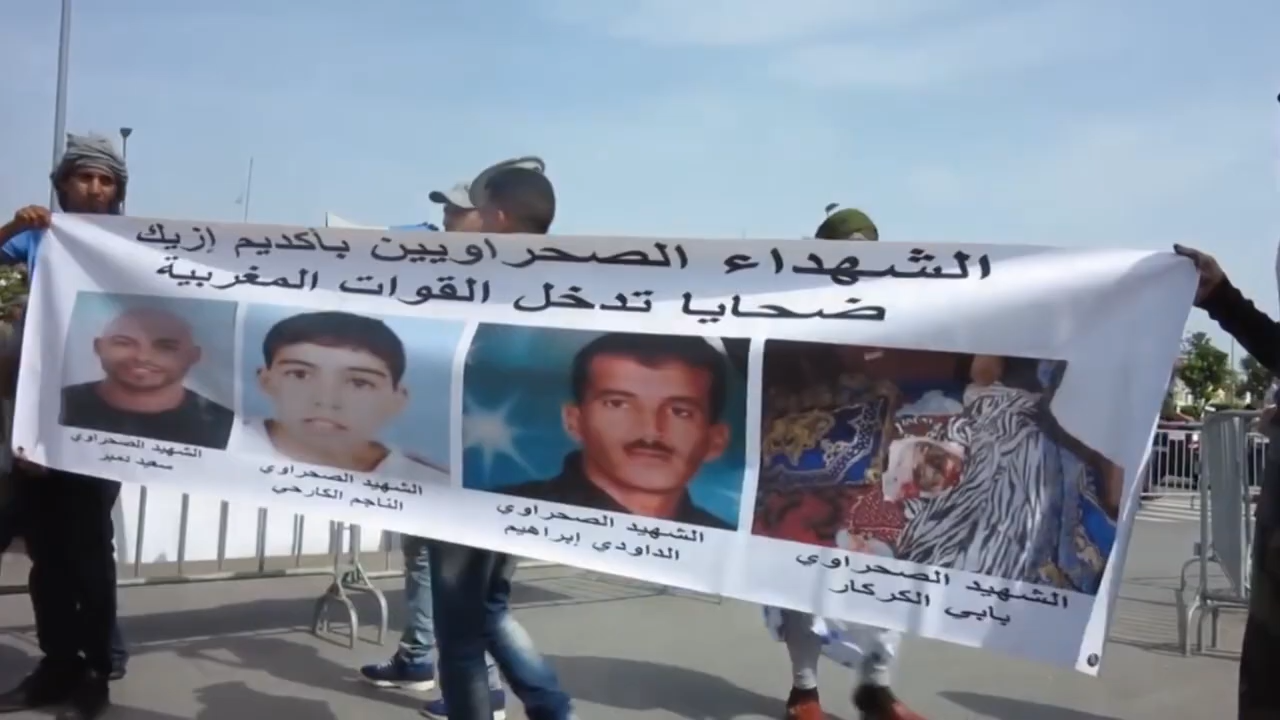 الشهداء الصحراويين بأكديم إزيك
ضحايا تدخل القوات المغربية
الشهيد الصحراوي
بابي الكركار
الشهيد الصحراوي
الداودي إبراهيم
الشهيد الصحراوي
الناجم الكارحي
الشهيد الصحراوي
سعيد دمبر